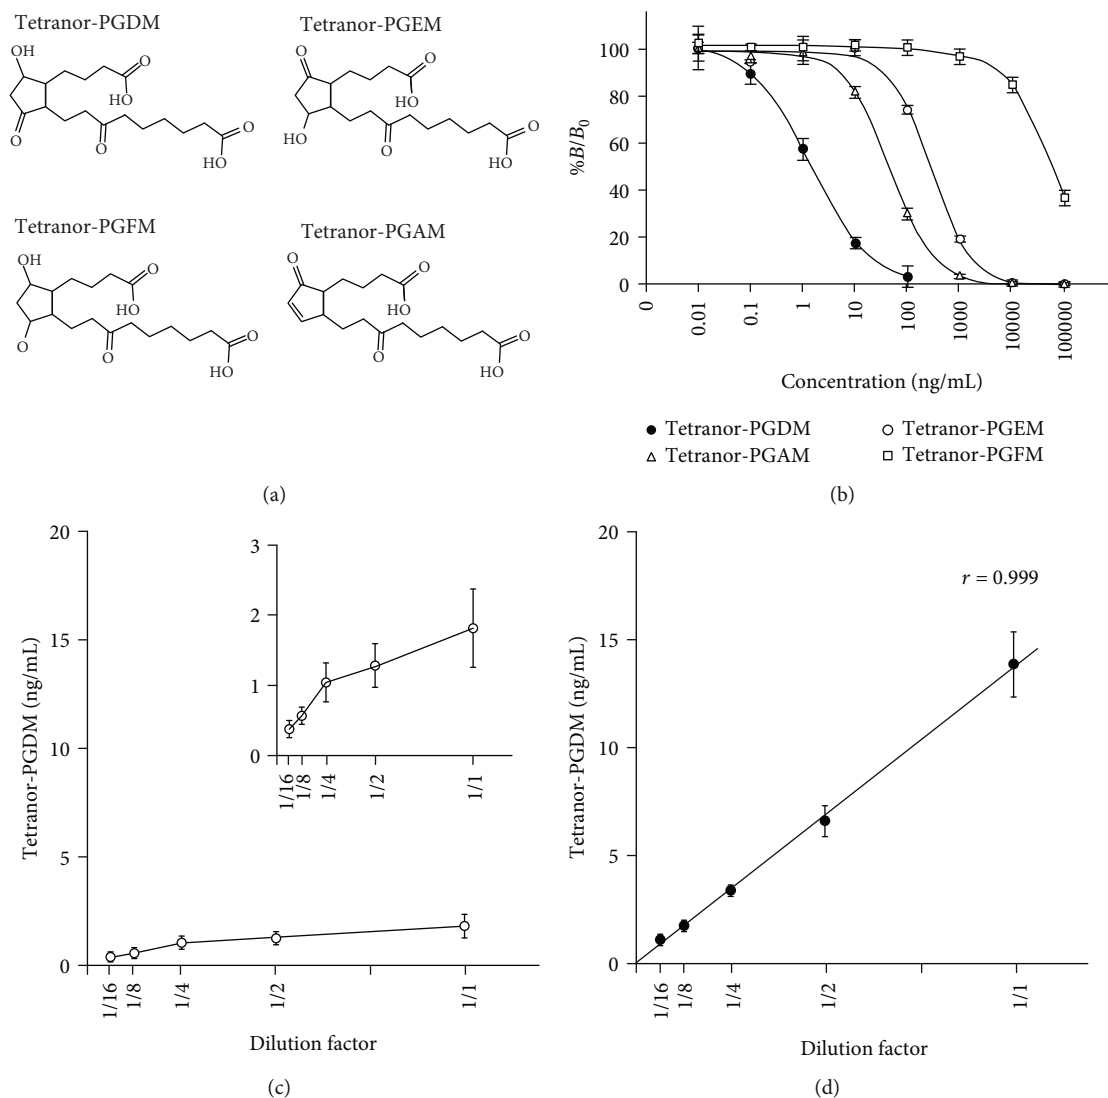 Tetranor-PGDM
OH
O
HO
O
O
O
HO
Tetranor-PGEM
O
O
HO
HO
O
O
HO
Tetranor-PGFM
OH
O
HO
O
O
O
HO
Tetranor-PGAM
O
O
HO
O
O
HO
(a)
%B/B0
100
80
60
40
20
0
0
0.01
0.1
1
10
100
1000
10000
100000
Concentration (ng/mL)
Tetranor-PGDM
Tetranor-PGEM
Tetranor-PGAM
Tetranor-PGFM
(b)
Tetranor-PGDM (ng/mL)
20
15
10
5
0
3
2
1
0
1/16
1/8
1/4
1/2
1/1
1/16
1/8
1/4
1/2
1/1
Dilution factor
(c)
Tetranor-PGDM (ng/mL)
20
15
10
5
0
r = 0.999
1/16
1/8
1/4
1/2
1/1
Dilution factor
(d)